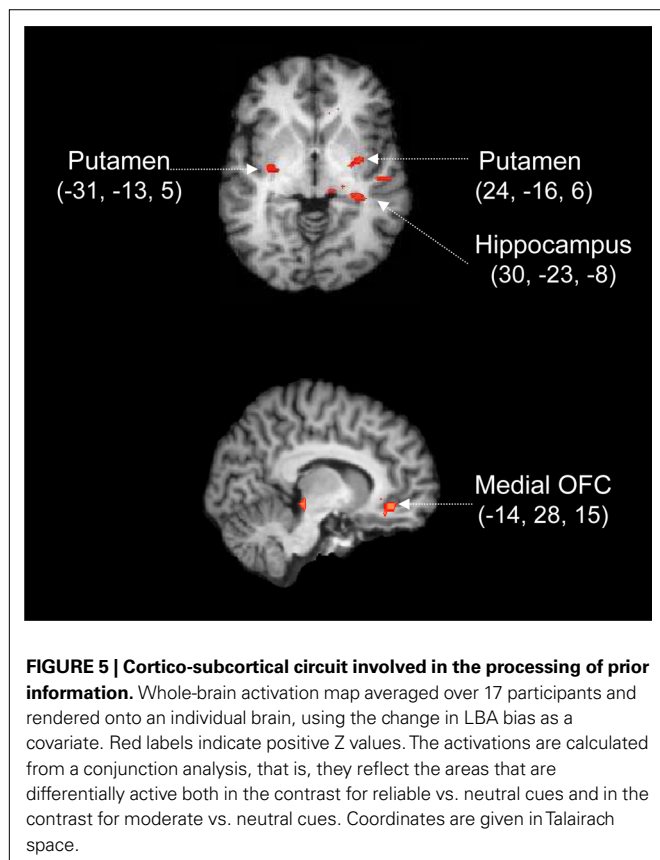 Putamen
(-31, -13, 5)
Putamen
(24, -16, 6)
Hippocampus
(30, -23, -8)
Medial OFC
(-14, 28, 15)
FIGURE 5 | Cortico-subcortical circuit involved in the processing of prior
information. Whole-brain activation map averaged over 17 participants and
rendered onto an individual brain, using the change in LBA bias as a
covariate. Red labels indicate positive Z values. The activations are calculated
from a conjunction analysis, that is, they reflect the areas that are
differentially active both in the contrast for reliable vs. neutral cues and in the
contrast for moderate vs. neutral cues. Coordinates are given in Talairach
space.